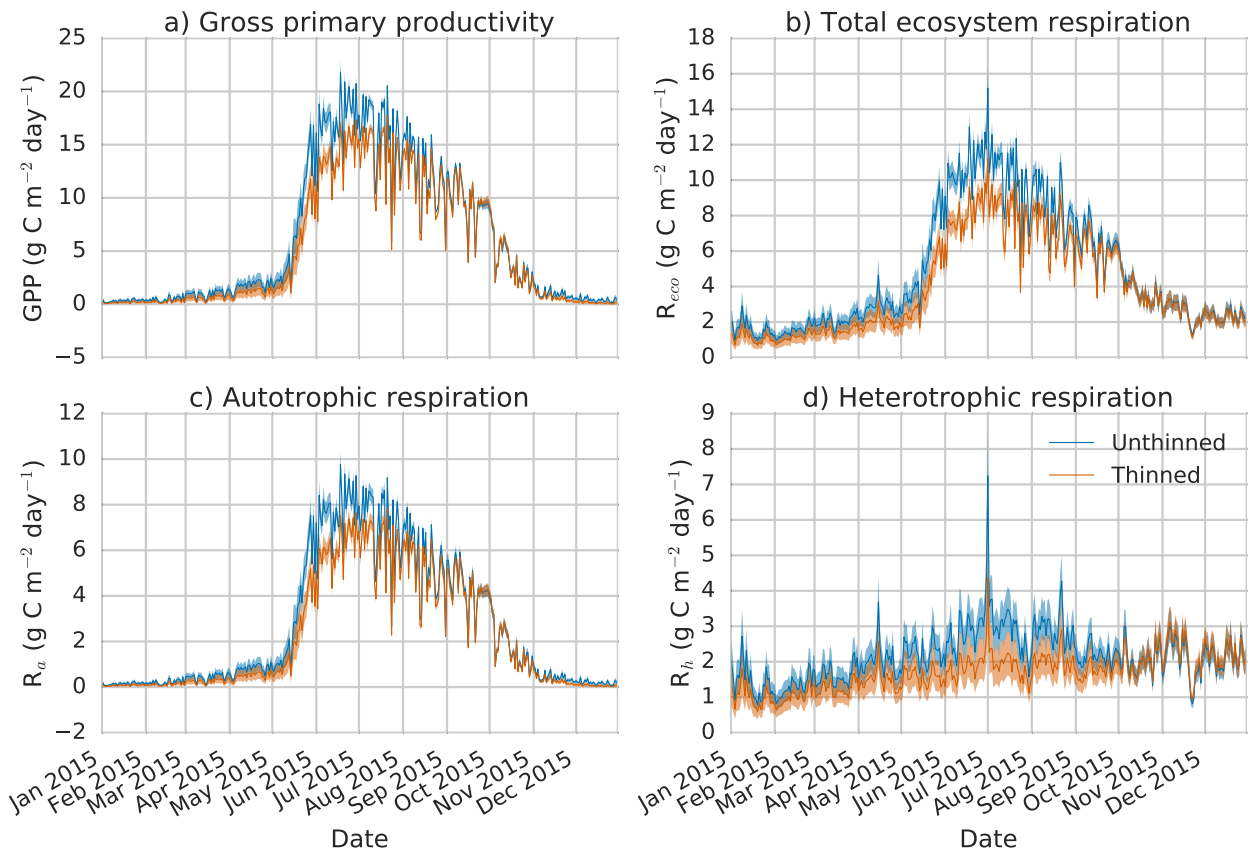 a) Gross primary productivity
25
20
15
10
5
0
−5
GPP (g C m−2 day−1)
b) Total ecosystem respiration
18
16
14
12
10
8
6
4
2
0
Reco (g C m−2 day−1)
c) Autotrophic respiration
12
10
8
6
4
2
0
−2
Ra (g C m−2 day−1)
Jan 2015
Feb 2015
Mar 2015
Apr 2015
May 2015
Jun 2015
Jul 2015
Aug 2015
Sep 2015
Oct 2015
Nov 2015
Dec 2015
Date
d) Heterotrophic respiration
9
8
7
6
5
4
3
2
1
0
Rh (g C m−2 day−1)
Unthinned
Thinned
Jan 2015
Feb 2015
Mar 2015
Apr 2015
May 2015
Jun 2015
Jul 2015
Aug 2015
Sep 2015
Oct 2015
Nov 2015
Dec 2015
Date